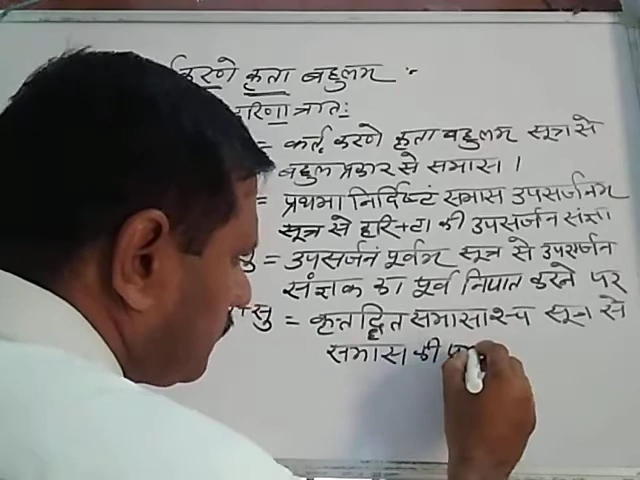 करणे कृता बहुलम :-
हरिणा त्रातः
= कर्तृ करणे कृता बहुलम सूत्र से
बहुल प्रकार से समास ।
= प्रथमा निर्दिष्टं समास उपसर्जनम
सूत्र से हरि+टा की उपसर्जन संज्ञा
= उपसर्जनं पूर्वम सूत्र से उपसर्जन
संज्ञक का पूर्व निपात करने पर
+सु = कृतद्धित समासाश्च सूत्र से
समास की